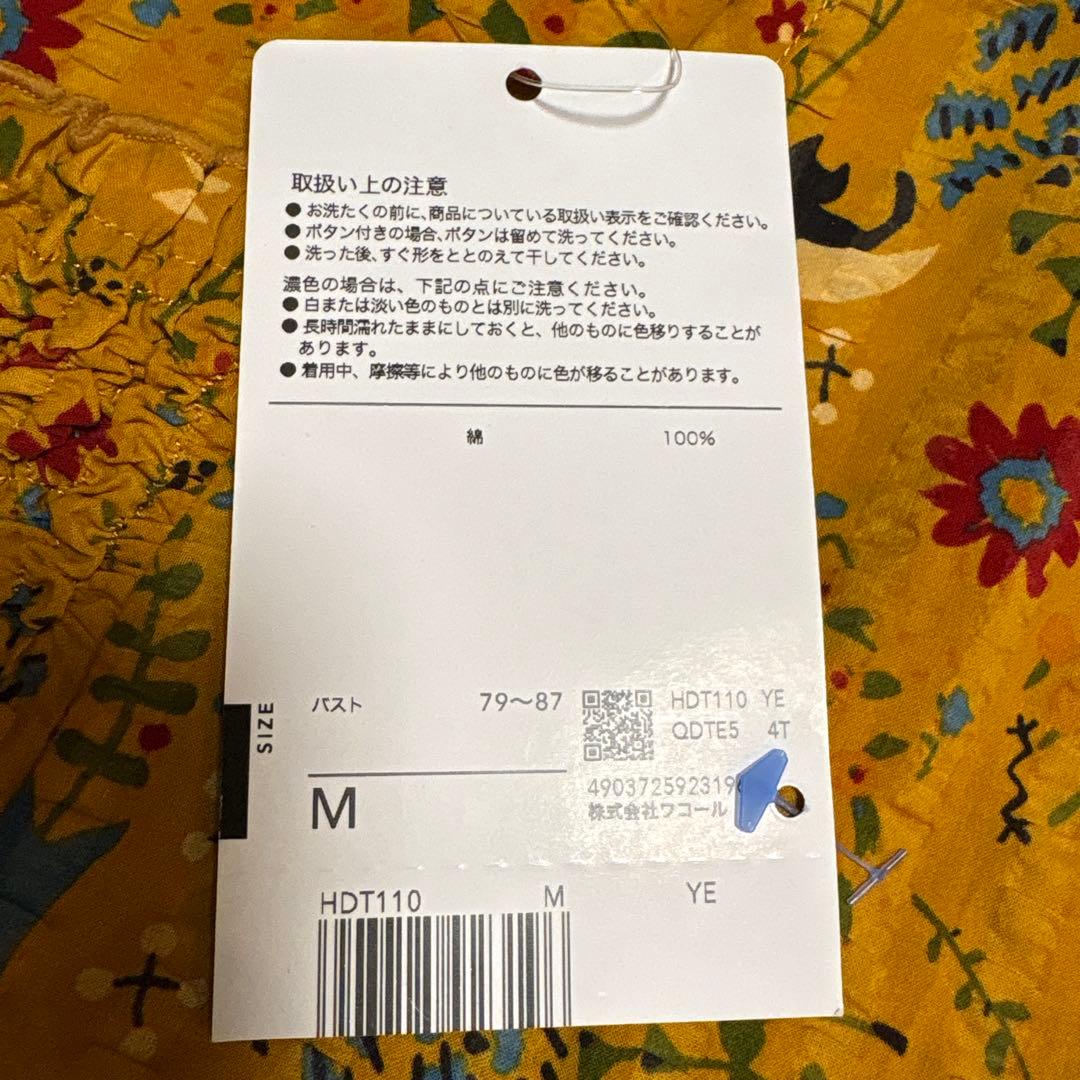 取扱い上の注意
● お洗たくの前に、商品についている取扱い表示をご確認ください。
● ボタン付きの場合、ボタンは留めて洗ってください。
● 洗った後、すぐ形をととのえて干してください。
濃色の場合は、下記の点にご注意ください。
● 白または淡い色のものとは別に洗ってください。
● 長時間濡れたままにしておくと、他のものに色移りすることが
あります。
● 着用中、摩擦等により他のものに色が移ることがあります。
綿 100%
SIZE
バスト 79〜87
M
HDT110 YE
QDTE5 4T
株式会社ワコール
HDT110 M YE